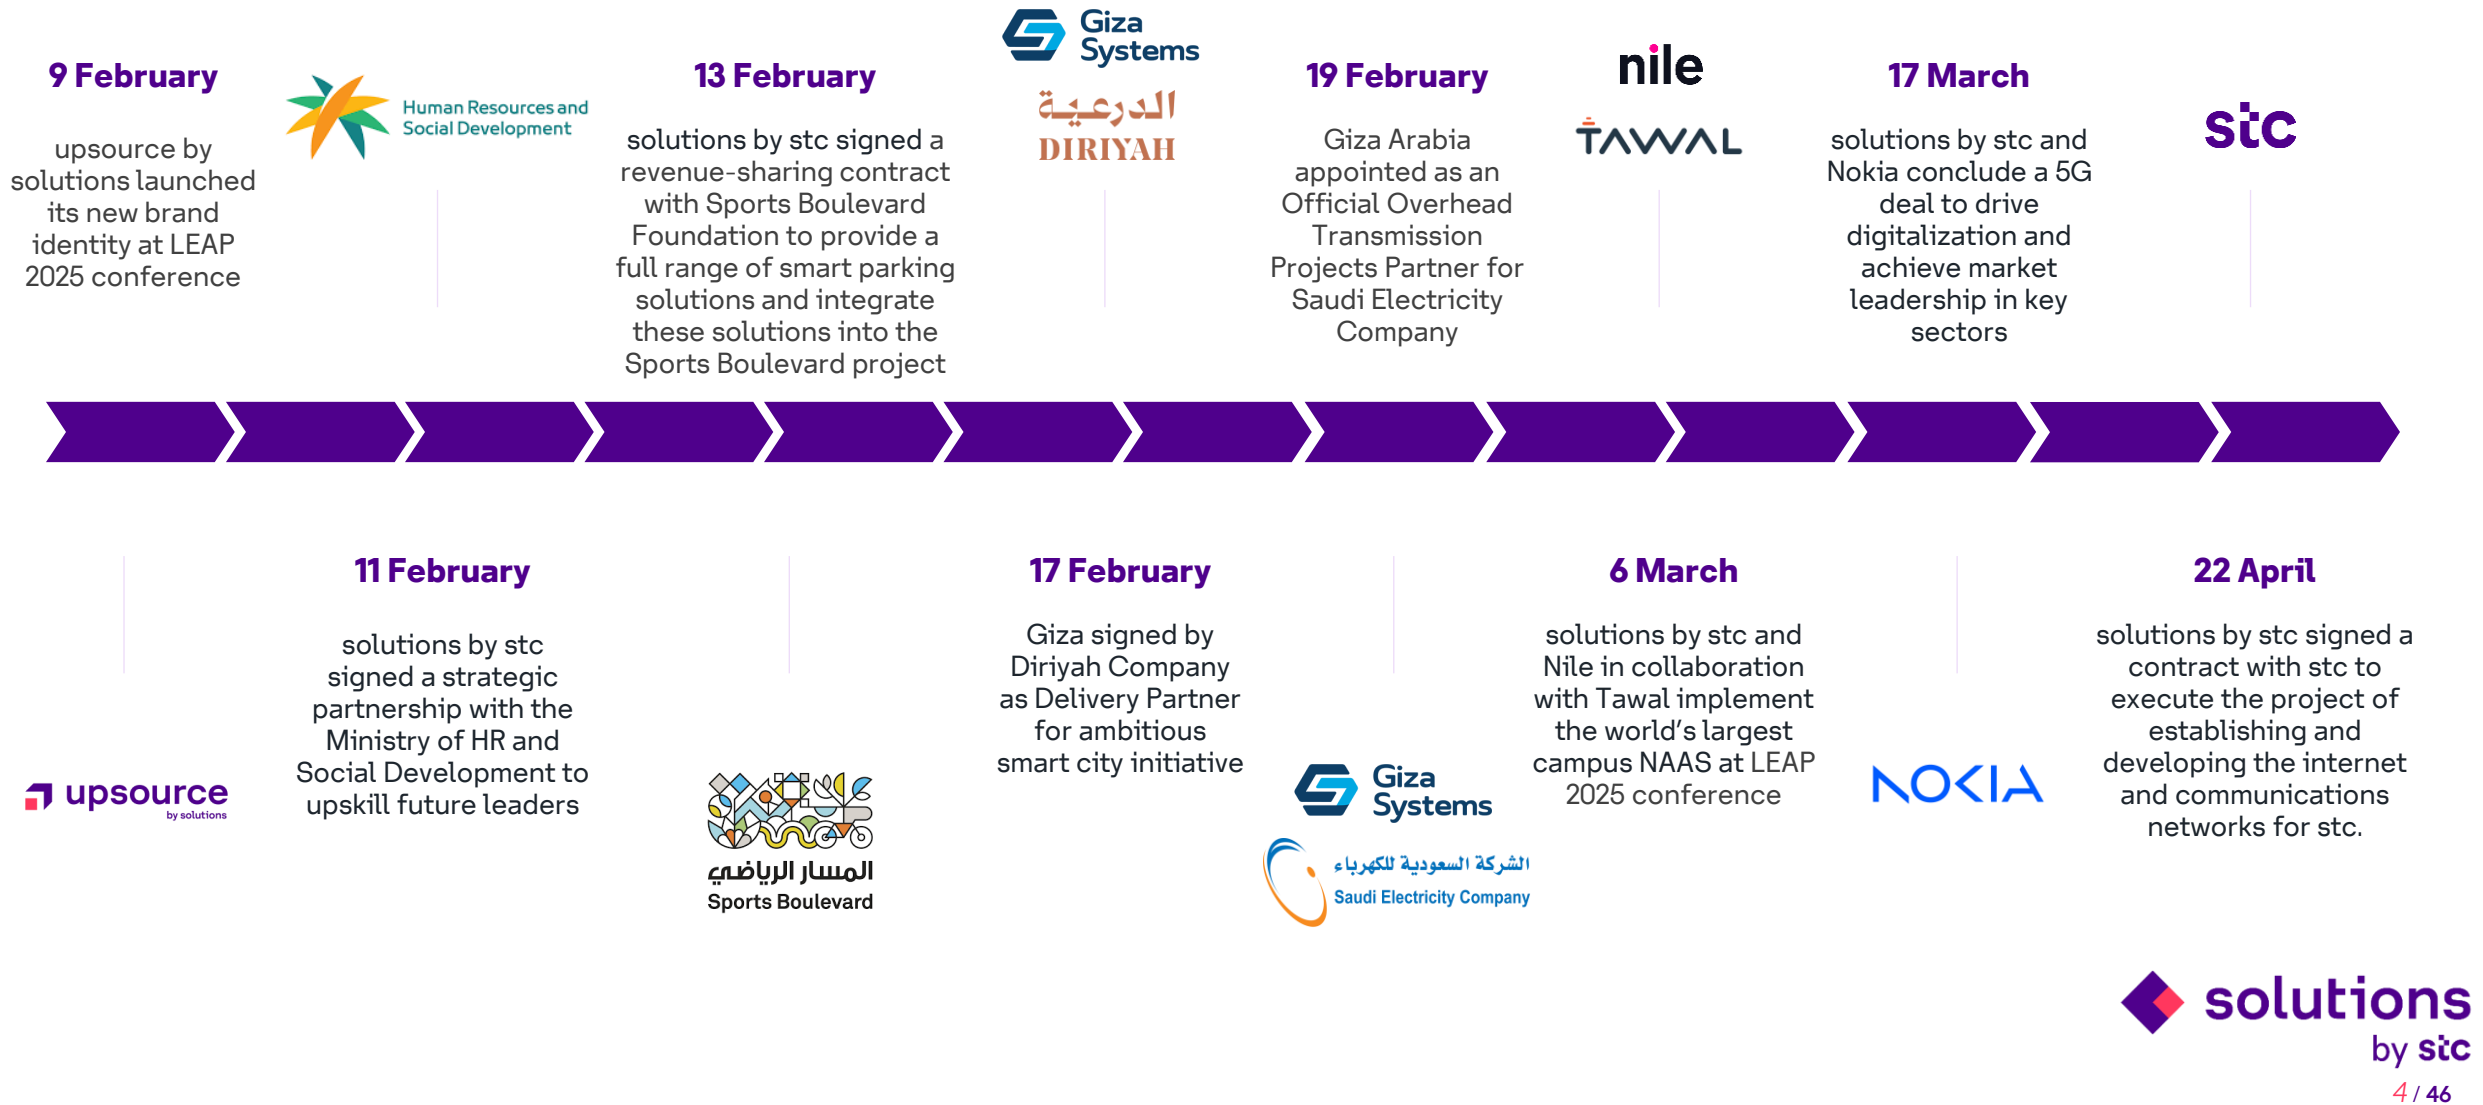 9 February
upsource by
solutions launched
its new brand
identity at LEAP
2025 conference
Human Resources and
Social Development
13 February
solutions by stc signed a
revenue-sharing contract
with Sports Boulevard
Foundation to provide a
full range of smart parking
solutions and integrate
these solutions into the
Sports Boulevard project
Giza
Systems
الدرعية
DIRIYAH
19 February
Giza Arabia
appointed as an
Official Overhead
Transmission
Projects Partner for
Saudi Electricity
Company
nile
TAWAL
17 March
solutions by stc and
Nokia conclude a 5G
deal to drive
digitalization and
achieve market
leadership in key
sectors
stc
upsource
by solutions
11 February
solutions by stc
signed a strategic
partnership with the
Ministry of HR and
Social Development to
upskill future leaders
المسار الرياضي
Sports Boulevard
17 February
Giza signed by
Diriyah Company
as Delivery Partner
for ambitious
smart city initiative
Giza
Systems
الشركة السعودية للكهرباء
Saudi Electricity Company
6 March
solutions by stc and
Nile in collaboration
with Tawal implement
the world's largest
campus NAAS at LEAP
2025 conference
NOKIA
22 April
solutions by stc signed a
contract with stc to
execute the project of
establishing and
developing the internet
and communications
networks for stc.
solutions
by stc
4 / 46